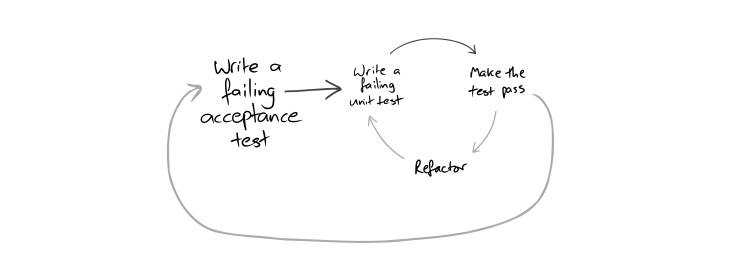 Write a
failing
acceptance
test
Write a
failing
unit test
Make the
test pass
Refactor